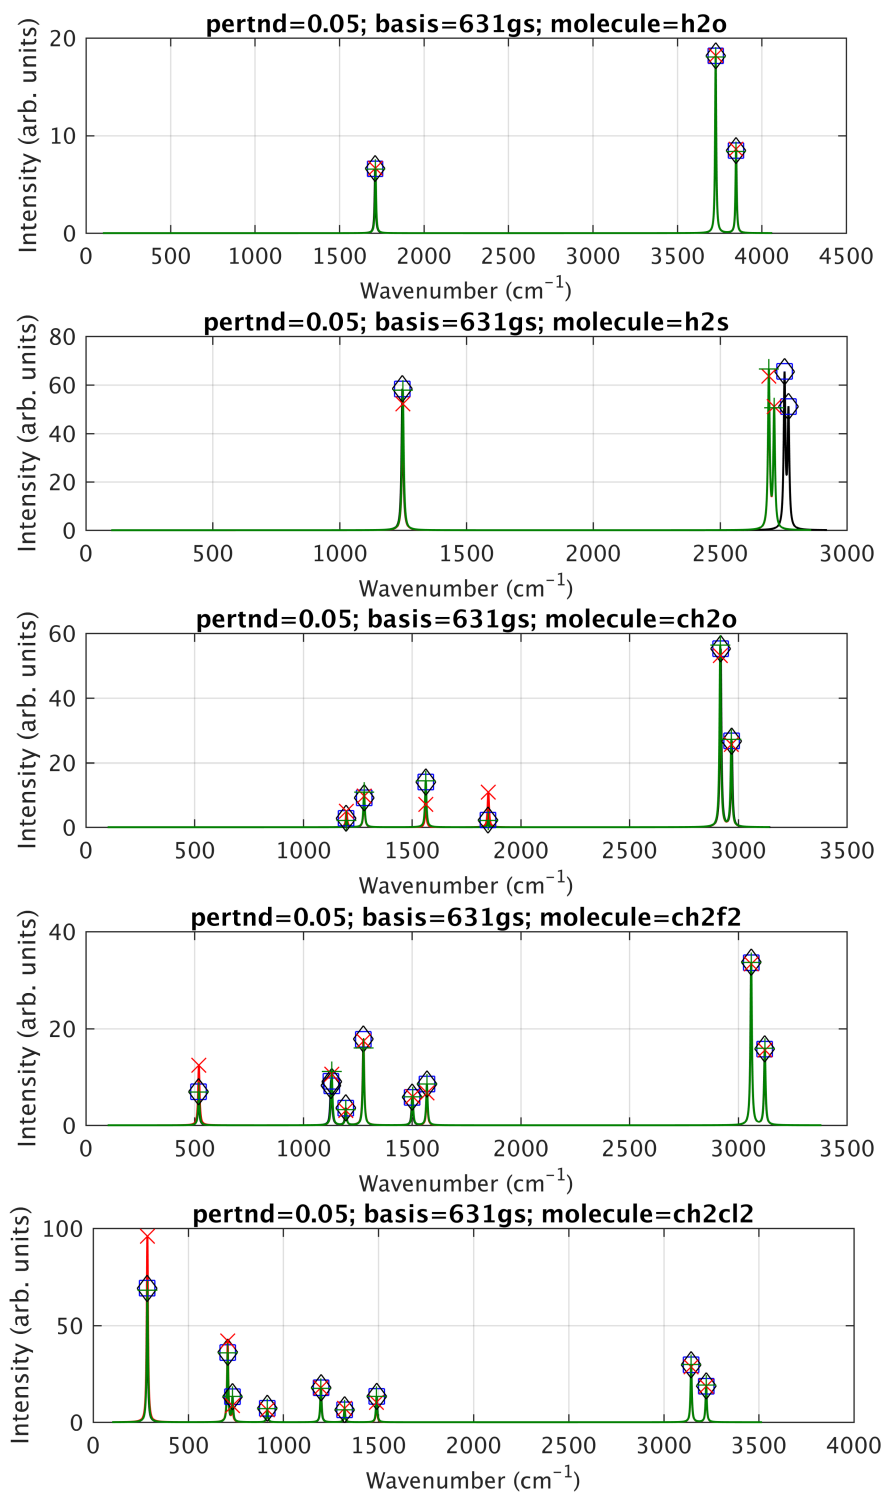 pertnd=0.05; basis=631gs; molecule=h2o
Intensity (arb. units)
20
10
0
0 500 1000 1500 2000 2500 3000 3500 4000 4500
Wavenumber (cm⁻¹)
pertnd=0.05; basis=631gs; molecule=h2s
Intensity (arb. units)
80
60
40
20
0
0 500 1000 1500 2000 2500 3000
Wavenumber (cm⁻¹)
pertnd=0.05; basis=631gs; molecule=ch2o
Intensity (arb. units)
60
40
20
0
0 500 1000 1500 2000 2500 3000 3500
Wavenumber (cm⁻¹)
pertnd=0.05; basis=631gs; molecule=ch2f2
Intensity (arb. units)
40
20
0
0 500 1000 1500 2000 2500 3000 3500
Wavenumber (cm⁻¹)
pertnd=0.05; basis=631gs; molecule=ch2cl2
Intensity (arb. units)
100
50
0
0 500 1000 1500 2000 2500 3000 3500 4000
Wavenumber (cm⁻¹)